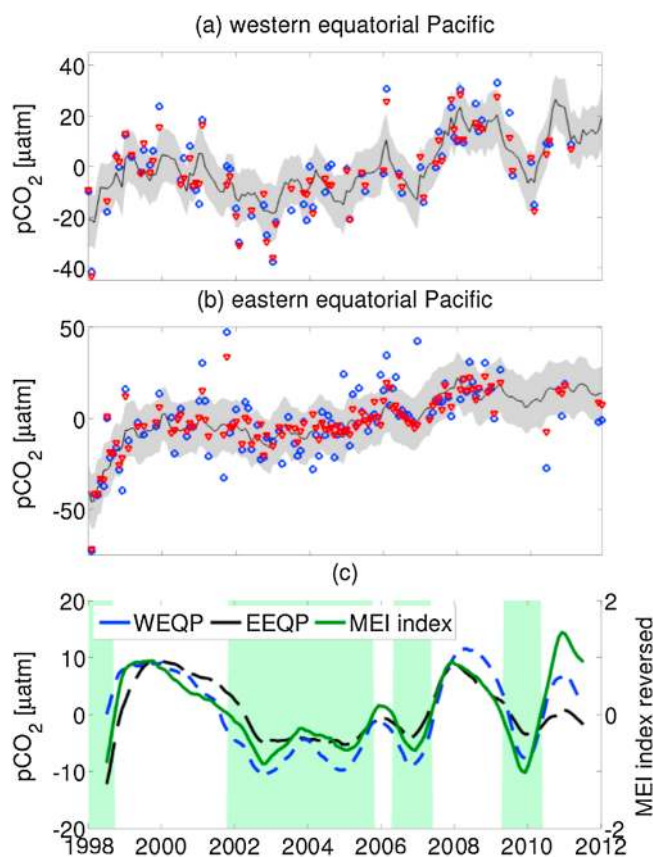 (a) western equatorial Pacific
pCO2 [μatm]
40
20
0
-20
-40
(b) eastern equatorial Pacific
pCO2 [μatm]
50
0
-50
(c)
WEQP EEQP MEI index
pCO2 [μatm]
20
10
0
-10
-20
2
0
-2
MEI index reversed
1998 2000 2002 2004 2006 2008 2010 2012